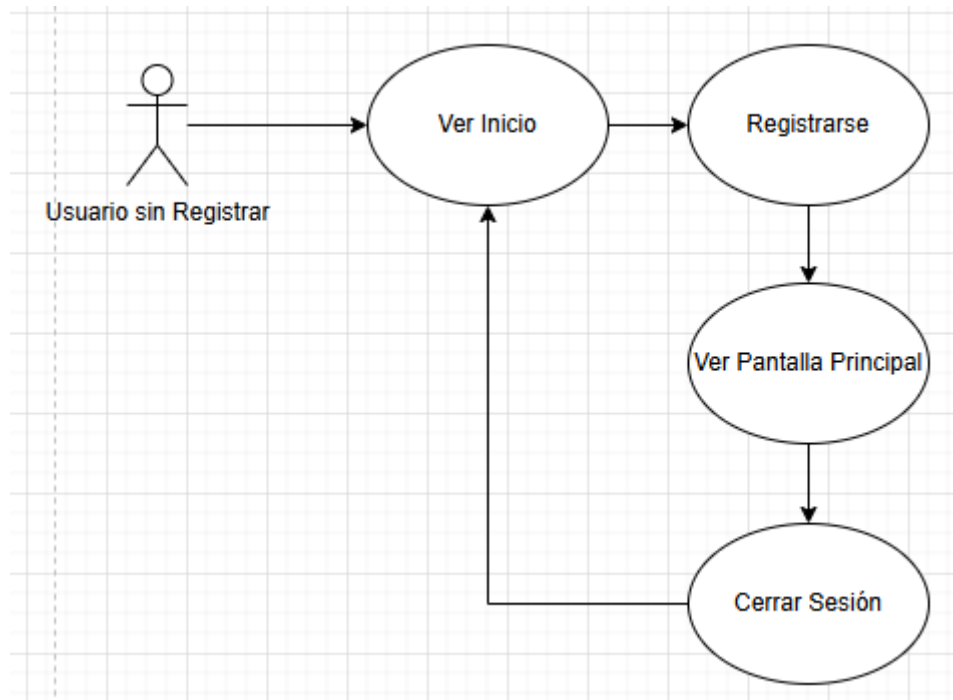 Ver Inicio
Registrarse
Usuario sin Registrar
Ver Pantalla Principal
Cerrar Sesión